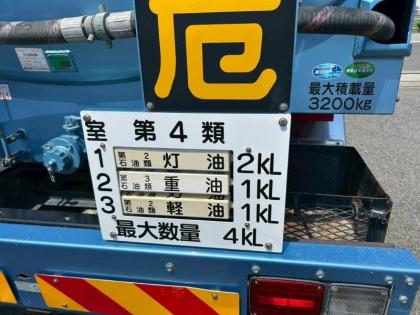 危
最大積載量
3200kg
室 第4類
1 第2石油類 灯油 2KL
2 第3石油類 重油 1KL
3 第2石油類 軽油 1KL
最大数量 4KL